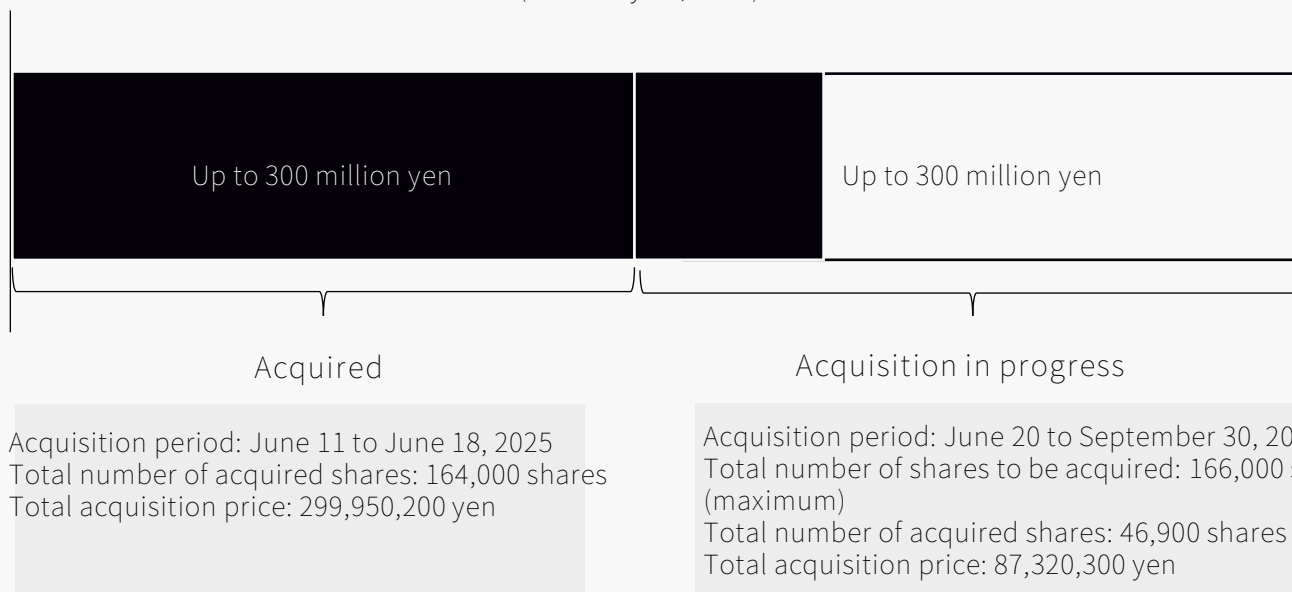 Up to 300 million yen
Up to 300 million yen
Acquired
Acquisition period: June 11 to June 18, 2025
Total number of acquired shares: 164,000 shares
Total acquisition price: 299,950,200 yen
Acquisition in progress
Acquisition period: June 20 to September 30, 20
Total number of shares to be acquired: 166,000
(maximum)
Total number of acquired shares: 46,900 shares
Total acquisition price: 87,320,300 yen